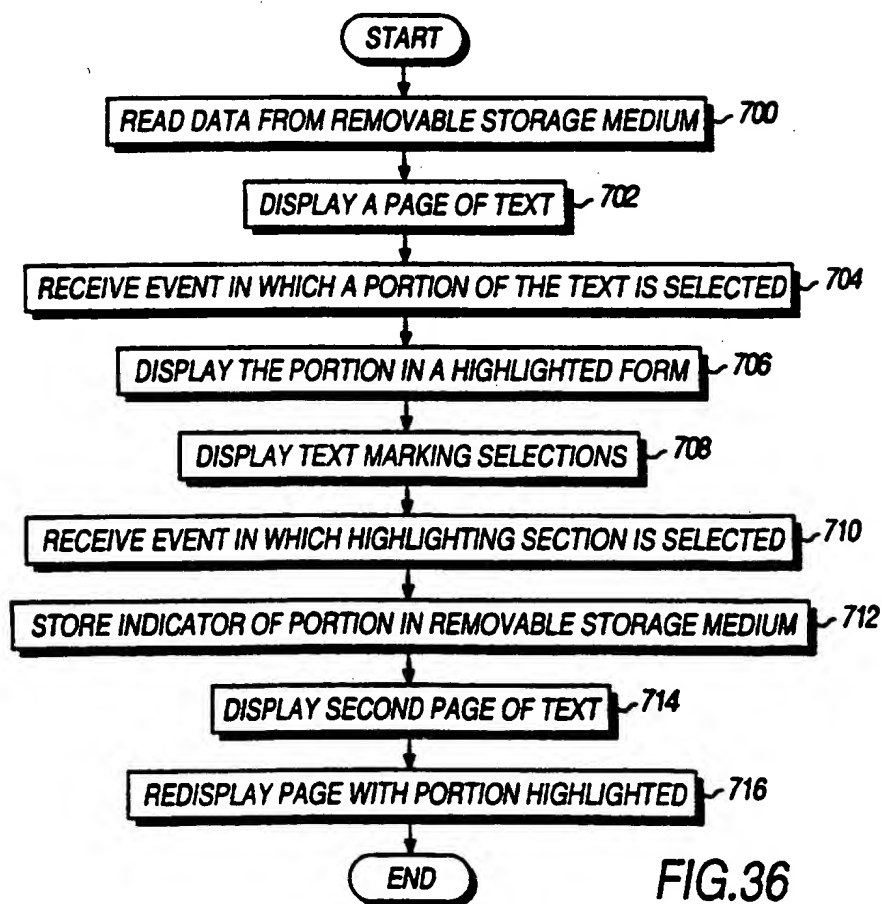 START
READ DATA FROM REMOVABLE STORAGE MEDIUM 700
DISPLAY A PAGE OF TEXT 702
RECEIVE EVENT IN WHICH A PORTION OF THE TEXT IS SELECTED 704
DISPLAY THE PORTION IN A HIGHLIGHTED FORM 706
DISPLAY TEXT MARKING SELECTIONS 708
RECEIVE EVENT IN WHICH HIGHLIGHTING SECTION IS SELECTED 710
STORE INDICATOR OF PORTION IN REMOVABLE STORAGE MEDIUM 712
DISPLAY SECOND PAGE OF TEXT 714
REDISPLAY PAGE WITH PORTION HIGHLIGHTED 716
END
FIG.36